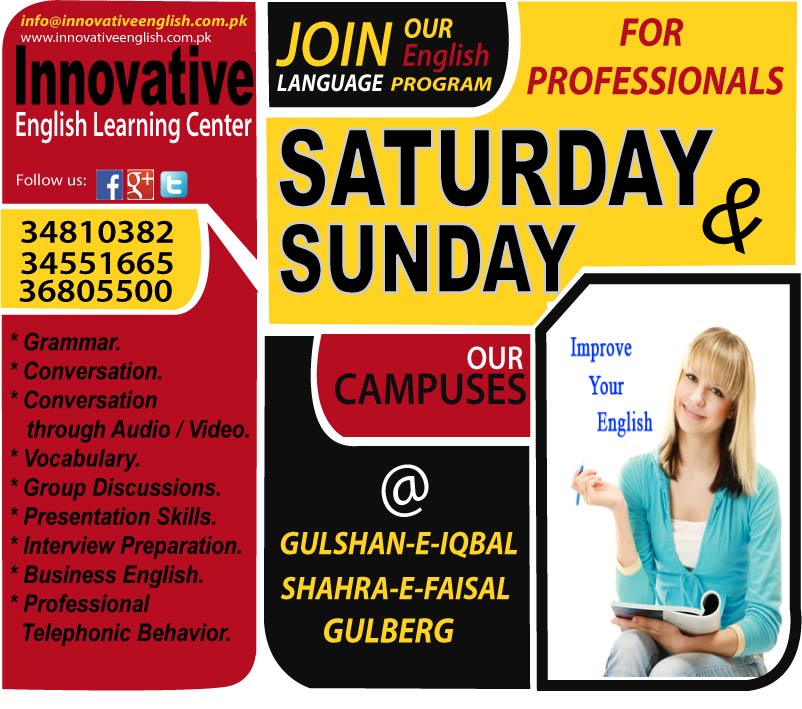 info@innovativeenglish.com.pk
www.innovativeenglish.com.pk
Innovative
English Learning Center
Follow us:
34810382
34551665
36805500
* Grammar.
* Conversation.
* Conversation
through Audio / Video.
* Vocabulary.
* Group Discussions.
* Presentation Skills.
* Interview Preparation.
* Business English.
* Professional
Telephonic Behavior.
JOIN OUR English
LANGUAGE PROGRAM
FOR
PROFESSIONALS
SATURDAY &
SUNDAY
OUR
CAMPUSES
@
GULSHAN-E-IQBAL
SHAHRA-E-FAISAL
GULBERG
Improve
Your
English